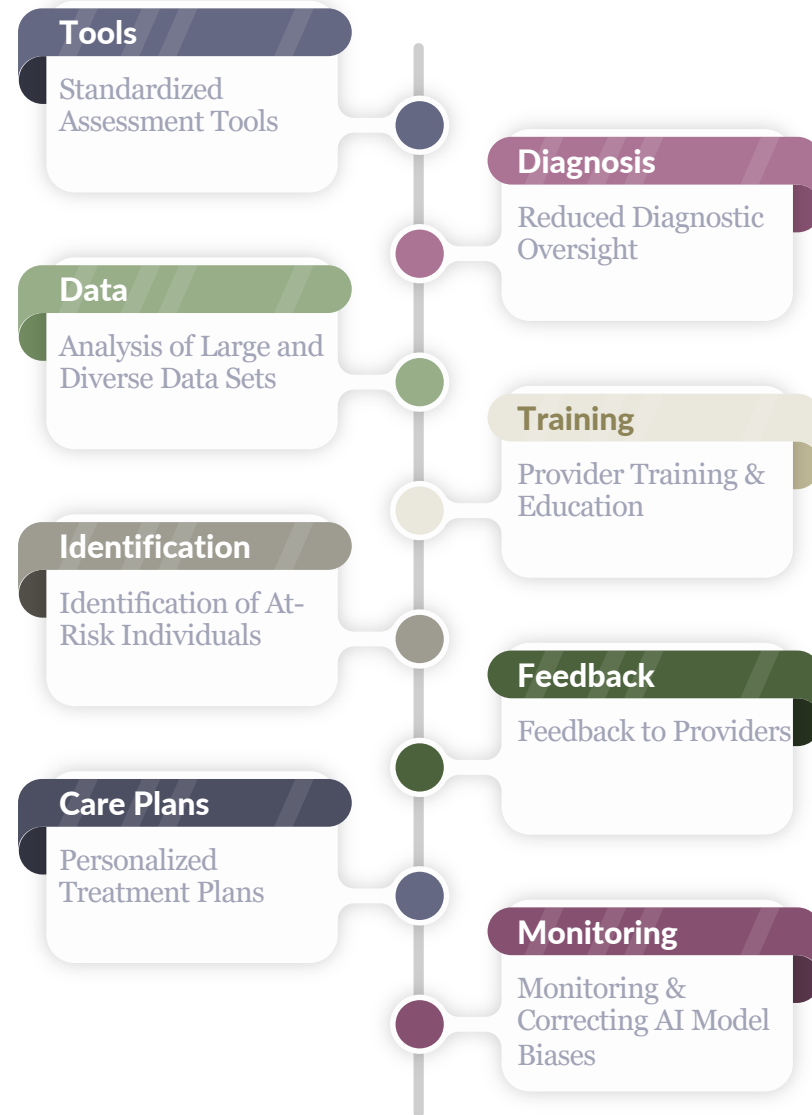 Tools
Standardized
Assessment Tools
Diagnosis
Reduced Diagnostic
Oversight
Data
Analysis of Large and
Diverse Data Sets
Training
Provider Training &
Education
Identification
Identification of At-
Risk Individuals
Feedback
Feedback to Providers
Care Plans
Personalized
Treatment Plans
Monitoring
Monitoring &
Correcting AI Model
Biases